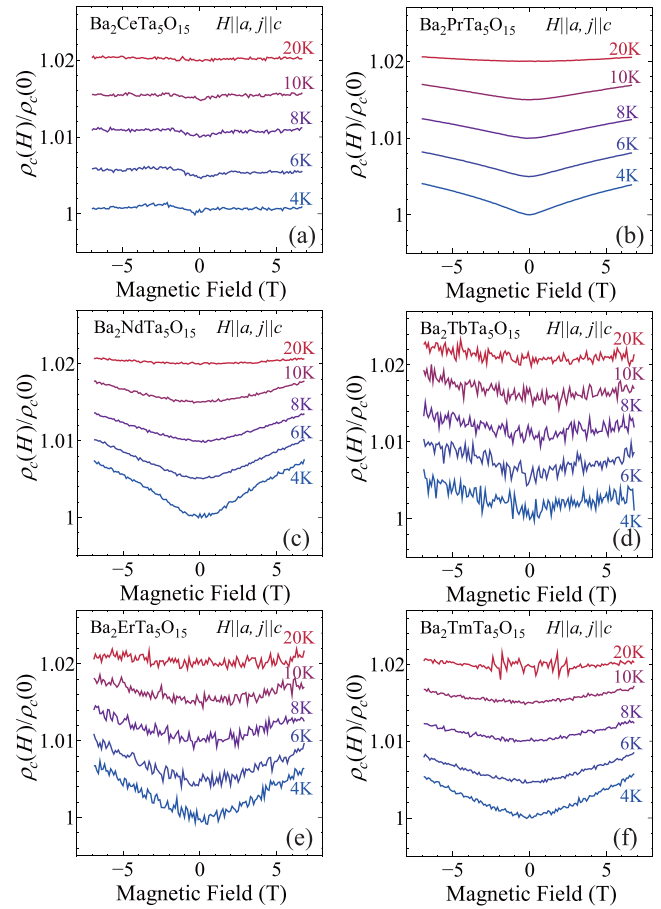 Ba2CeTa5O15 H||a, j||c
20K
1.02
10K
8K
1.01
6K
4K
1
(a)
ρc(H)/ρc(0)
−5 0 5
Magnetic Field (T)
Ba2PrTa5O15 H||a, j||c
20K
1.02
10K
8K
1.01
6K
4K
1
(b)
ρc(H)/ρc(0)
−5 0 5
Magnetic Field (T)
Ba2NdTa5O15 H||a, j||c
20K
1.02
10K
8K
1.01
6K
4K
1
(c)
ρc(H)/ρc(0)
−5 0 5
Magnetic Field (T)
Ba2TbTa5O15 H||a, j||c
20K
1.02
10K
8K
1.01
6K
4K
1
(d)
ρc(H)/ρc(0)
−5 0 5
Magnetic Field (T)
Ba2ErTa5O15 H||a, j||c
20K
1.02
10K
8K
1.01
6K
4K
1
(e)
ρc(H)/ρc(0)
−5 0 5
Magnetic Field (T)
Ba2TmTa5O15 H||a, j||c
20K
1.02
10K
8K
1.01
6K
4K
1
(f)
ρc(H)/ρc(0)
−5 0 5
Magnetic Field (T)